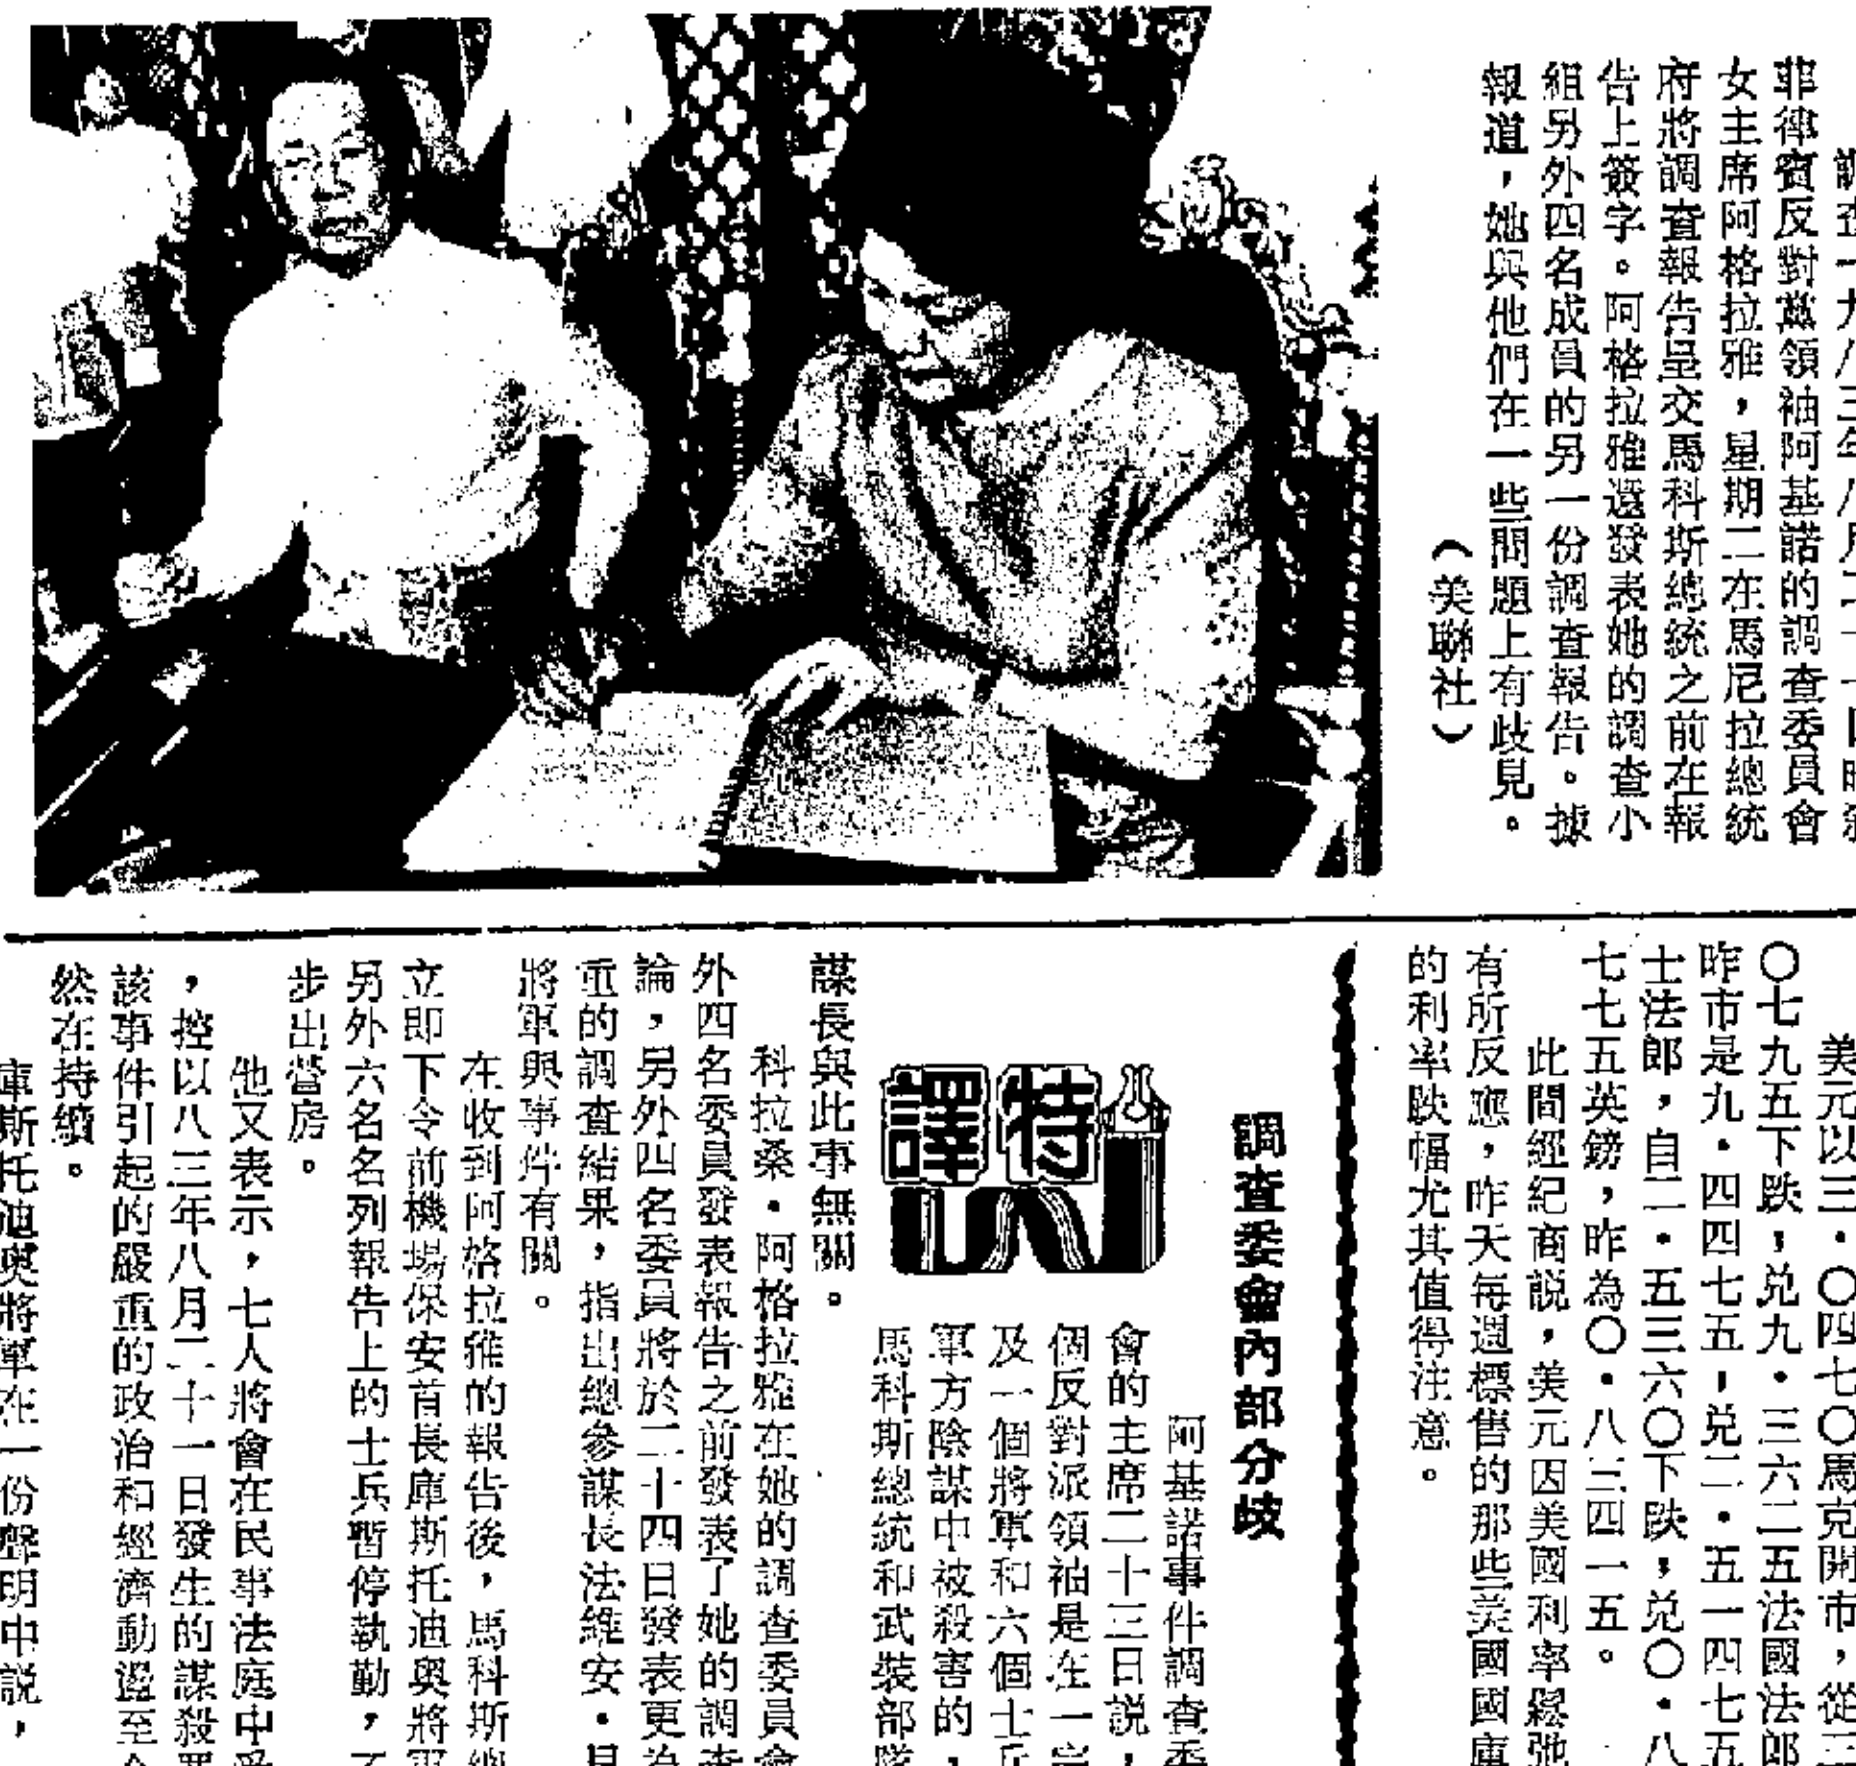 菲律賓反對黨領袖阿基諾的調查委員會
女主席阿格拉雅，星期二在馬尼拉總統
府將調查報告呈交馬科斯總統之前在報
告上簽字。阿格拉雅還發表她的調查小
組另外四名成員的另一份調查報告。據
報道，她與他們在一些問題上有歧見。
（美聯社）
美元以三·〇四七〇馬克開市，從三
〇七九五下跌，兌九·三六二五法國法郎
昨市是九·四四七五，兌二·五一四七五
士法郎，自二·五三六〇下跌，兌〇·八
七七五英鎊，昨為〇·八三四一五。
此間經紀商説，美元因美國利率鬆弛
有所反應，昨天每週標售的那些美國國庫
的利率跌幅尤其值得注意。
調查委會內部分歧
特譯
阿基諾事件調查委
會的主席二十三日説，
個反對派領袖是在一宗
及一個將軍和六個士兵
軍方陰謀中被殺害的，
馬科斯總統和武裝部隊
謀長與此事無關。
科拉桑·阿格拉雅在她的調查委員會
外四名委員發表報告之前發表了她的調查
論，另外四名委員將於二十四日發表更為
重的調查結果，指出總參謀長法維安·
將軍與事件有關。
在收到阿格拉雅的報告後，馬科斯總
立即下令前機場保安首長庫斯托迪奧將軍
另外六名名列報告上的士兵暫停執勤，不
步出營房。
他又表示，七人將會在民事法庭中受
，控以八三年八月二十一日發生的謀殺罪
該事件引起的嚴重的政治和經濟動盪至今
然在持續。
庫斯托迪奧將軍在一份聲明中説，